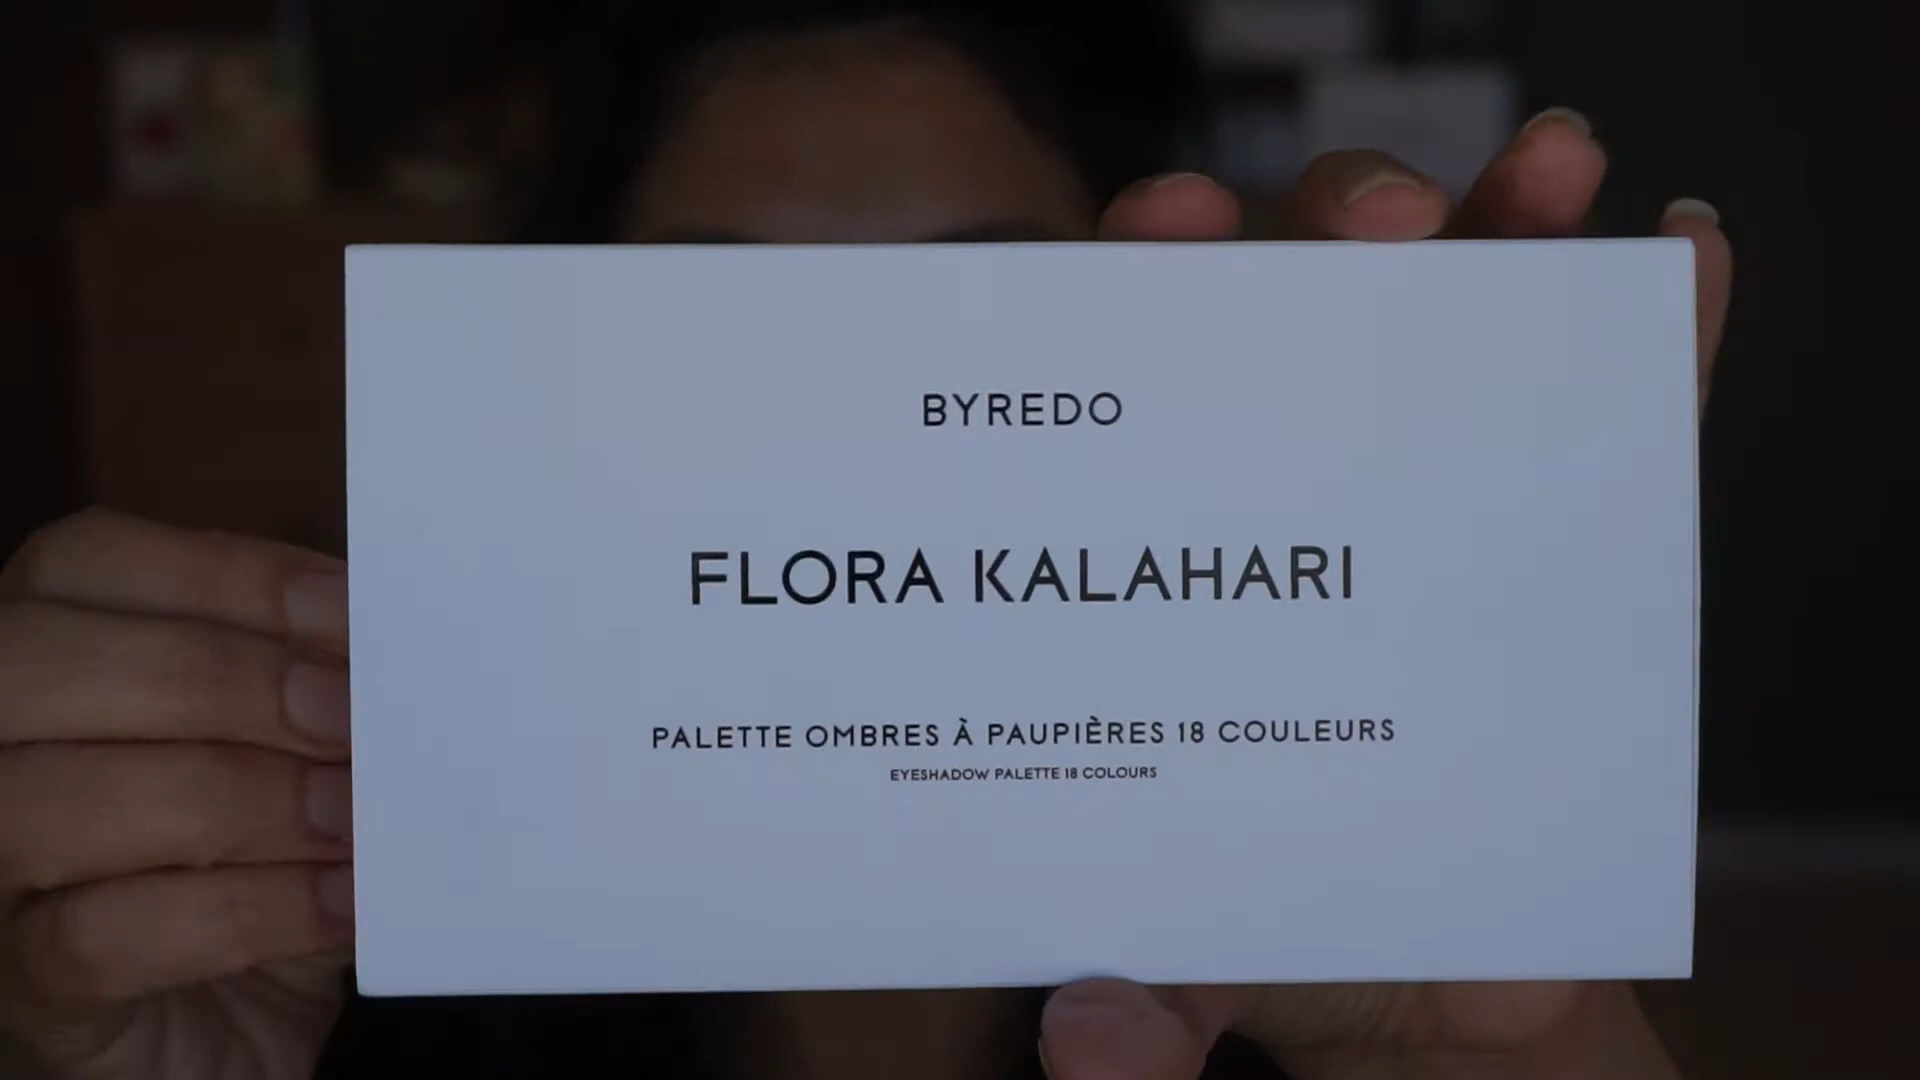 BYREDO
FLORA KALAHARI
PALETTE OMBRES À PAUPIÈRES 18 COULEURS
EYESHADOW PALETTE 18 COLOURS